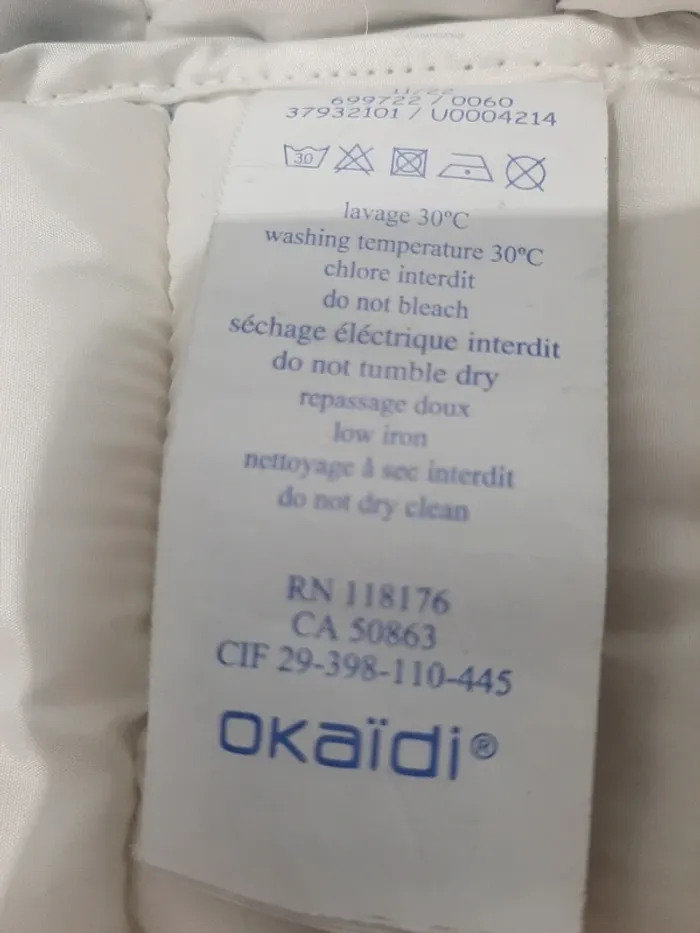 11/22
699722 / 0060
37932101 / U0004214
30
lavage 30°C
washing temperature 30°C
chlore interdit
do not bleach
séchage éléctrique interdit
do not tumble dry
repassage doux
low iron
nettoyage à sec interdit
do not dry clean
RN 118176
CA 50863
CIF 29-398-110-445
okaïdi®